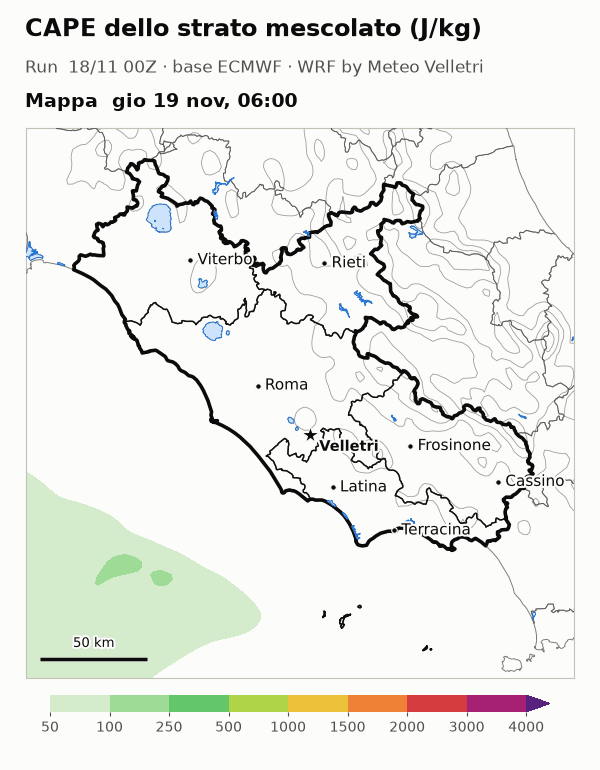 CAPE dello strato mescolato (J/kg)
Run 18/11 00Z · base ECMWF · WRF by Meteo Velletri
Mappa gio 19 nov, 06:00
Viterbo
Rieti
Roma
Velletri
Frosinone
Latina
Cassino
Terracina
50 km
50 100 250 500 1000 1500 2000 3000 4000